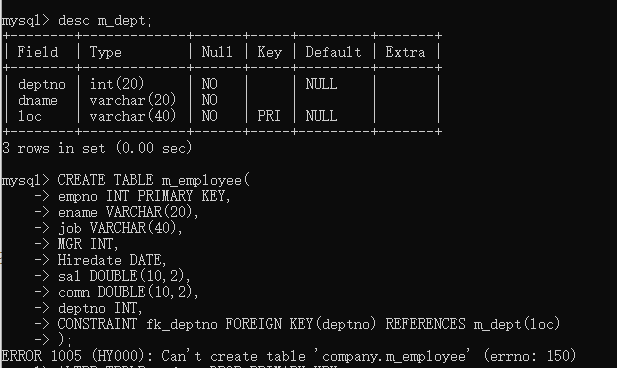 mysql> desc m_dept;
+--------+-------------+------+-----+---------+-------+
| Field | Type | Null | Key | Default | Extra |
+--------+-------------+------+-----+---------+-------+
| deptno | int(20) | NO | | NULL | |
| dname | varchar(20) | NO | | | |
| loc | varchar(40) | NO | PRI | NULL | |
+--------+-------------+------+-----+---------+-------+
3 rows in set (0.00 sec)
mysql> CREATE TABLE m_employee(
-> empno INT PRIMARY KEY,
-> ename VARCHAR(20),
-> job VARCHAR(40),
-> MGR INT,
-> Hiredate DATE,
-> sal DOUBLE(10,2),
-> comn DOUBLE(10,2),
-> deptno INT,
-> CONSTRAINT fk_deptno FOREIGN KEY(deptno) REFERENCES m_dept(loc)
-> );
ERROR 1005 (HY000): Can't create table 'company.m_employee' (errno: 150)